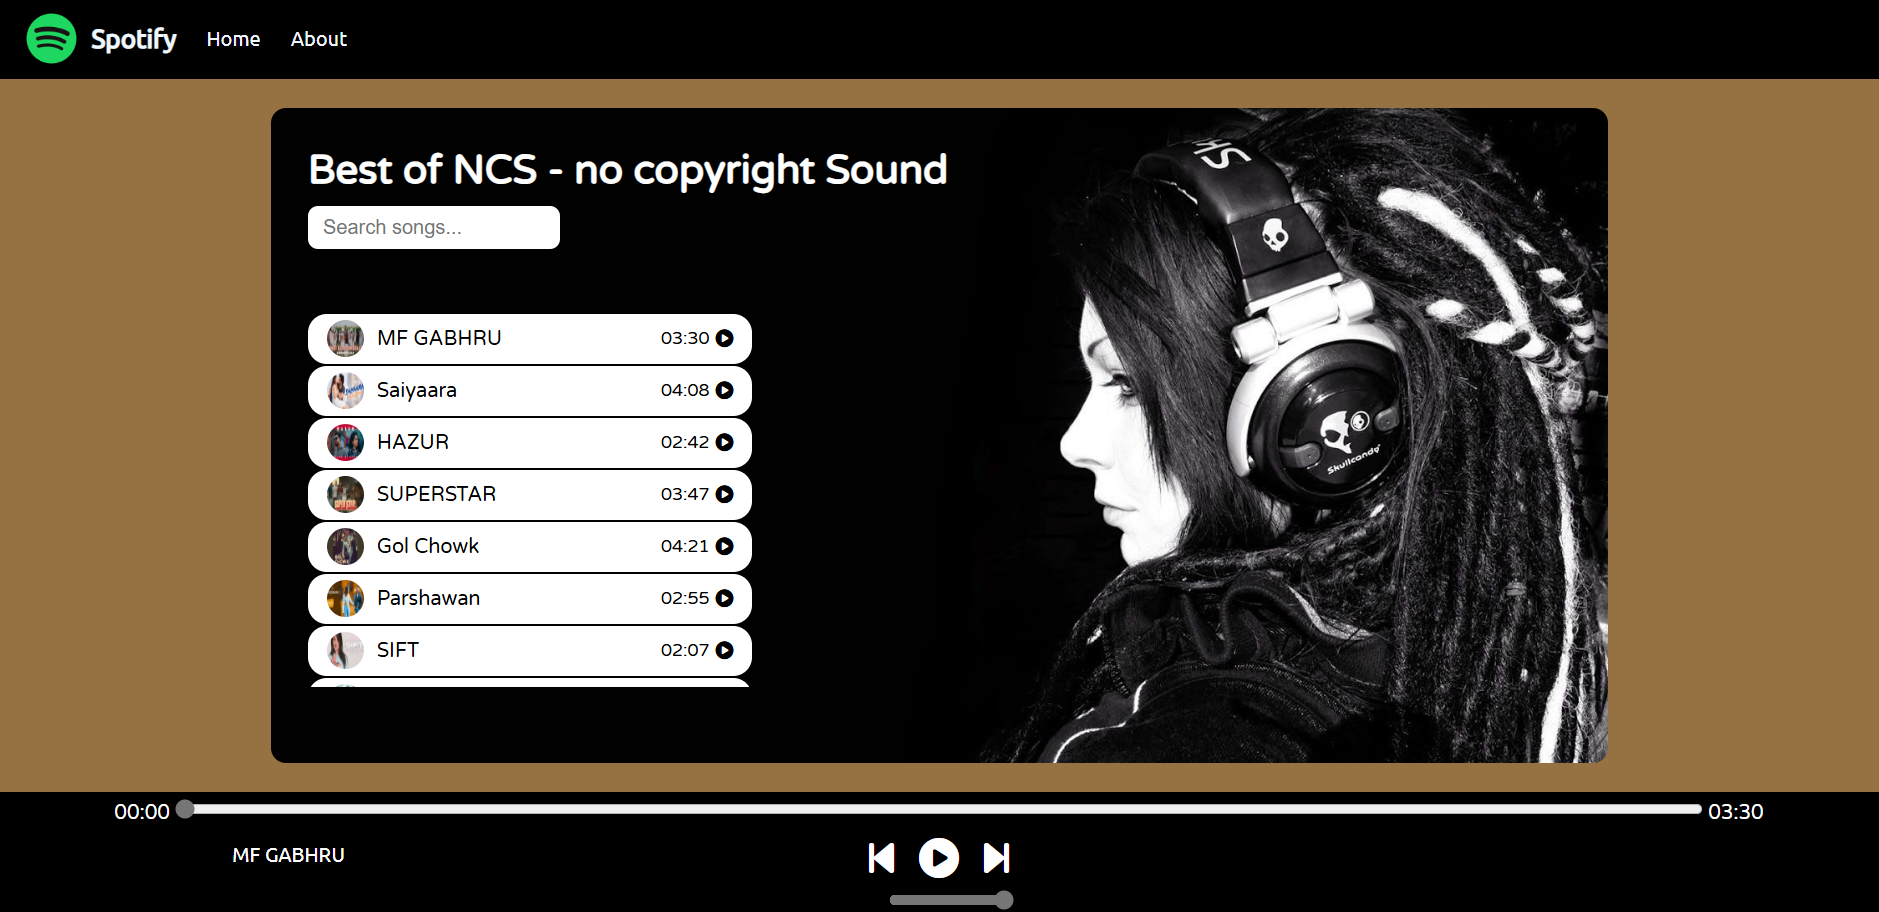 Spotify Home About
Best of NCS - no copyright Sound
Search songs...
MF GABHRU 03:30
Saiyaara 04:08
HAZUR 02:42
SUPERSTAR 03:47
Gol Chowk 04:21
Parshawan 02:55
SIFT 02:07
Skullcandy
00:00 03:30
MF GABHRU